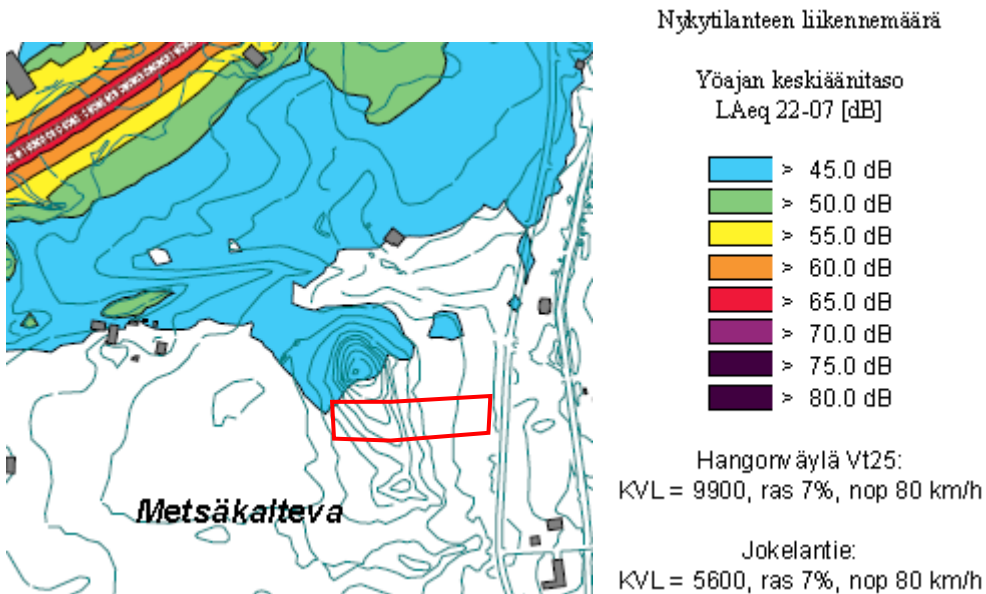 Nykytilanteen liikennemäärä
Yöajan keskiäänitaso
LAeq 22-07 [dB]
> 45.0 dB
> 50.0 dB
> 55.0 dB
> 60.0 dB
> 65.0 dB
> 70.0 dB
> 75.0 dB
> 80.0 dB
Hangonväylä Vt25:
KVL = 9900, ras 7%, nop 80 km/h
Jokelantie:
KVL = 5600, ras 7%, nop 80 km/h
Metsäkalteva